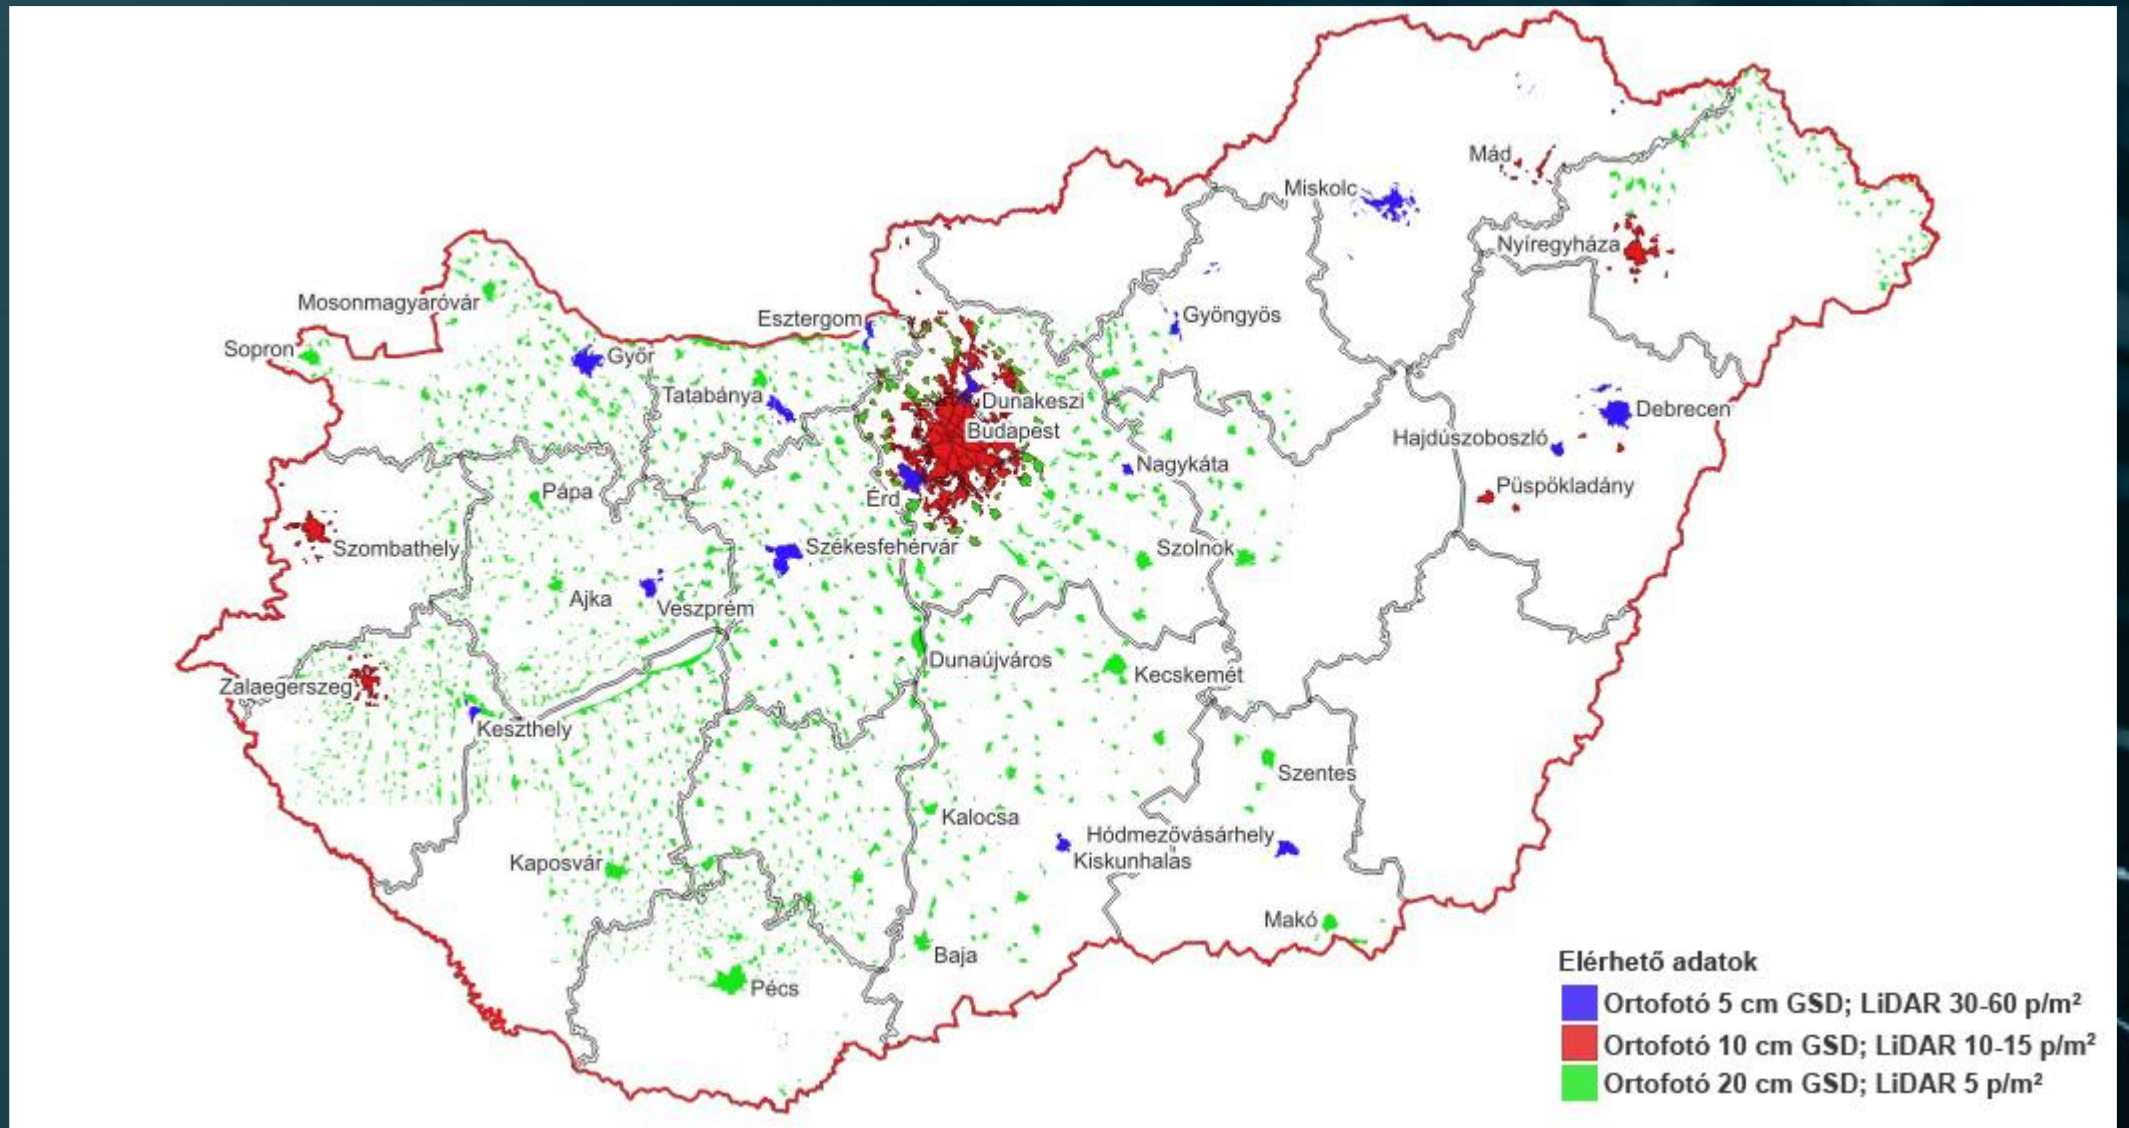 Mád
Miskolc
Nyíregyháza
Mosonmagyaróvár
Esztergom
Gyöngyös
Sopron
Győr
Tatabánya
Dunakeszi
Debrecen
Budapest
Hajdúszoboszló
Nagykáta
Pápa
Érd
Püspökladány
Szombathely
Székesfehérvár
Szolnok
Ajka
Veszprém
Dunaújváros
Kecskemét
Zalaegerszeg
Keszthely
Szentes
Kalocsa
Hódmezővásárhely
Kaposvár
Kiskunhalas
Makó
Baja
Pécs
Elérhető adatok
Ortofotó 5 cm GSD; LiDAR 30-60 p/m²
Ortofotó 10 cm GSD; LiDAR 10-15 p/m²
Ortofotó 20 cm GSD; LiDAR 5 p/m²